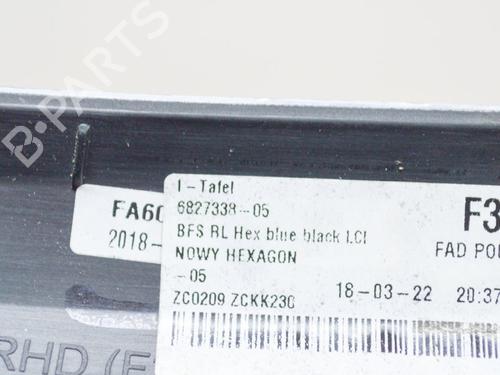 B-PARTS
I-Tafel
6827338-05
BFS RL Hex blue black LCI
NOWY HEXAGON
-05
ZC0209 ZCKK230
18-03-22
20:37
F3
FAD POL
FA60
2018-
RHD (F